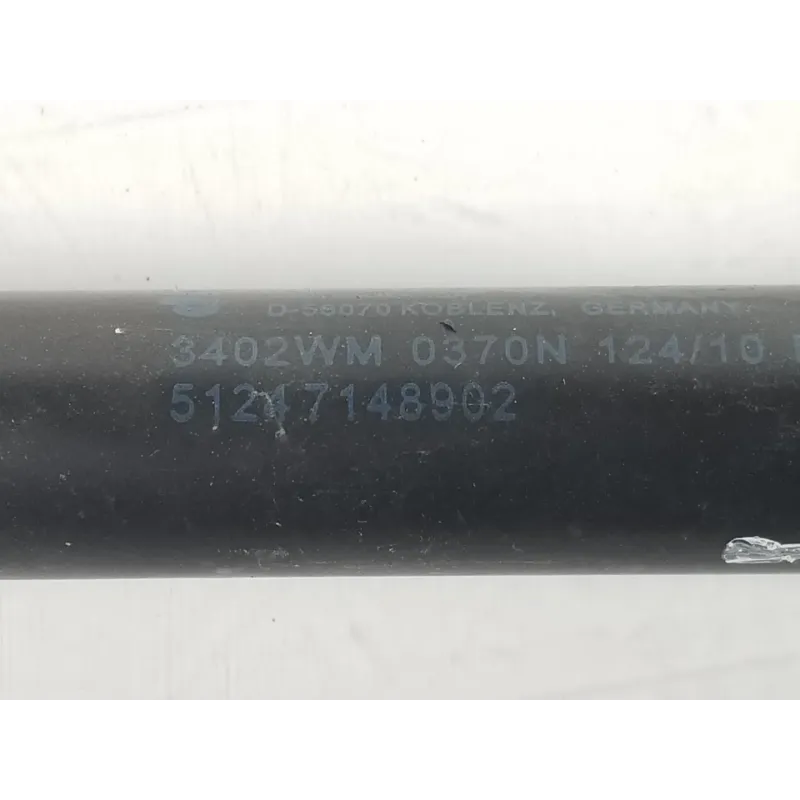 D-56070 KOBLENZ, GERMANY
3402WM 0370N 124/10
51247148902